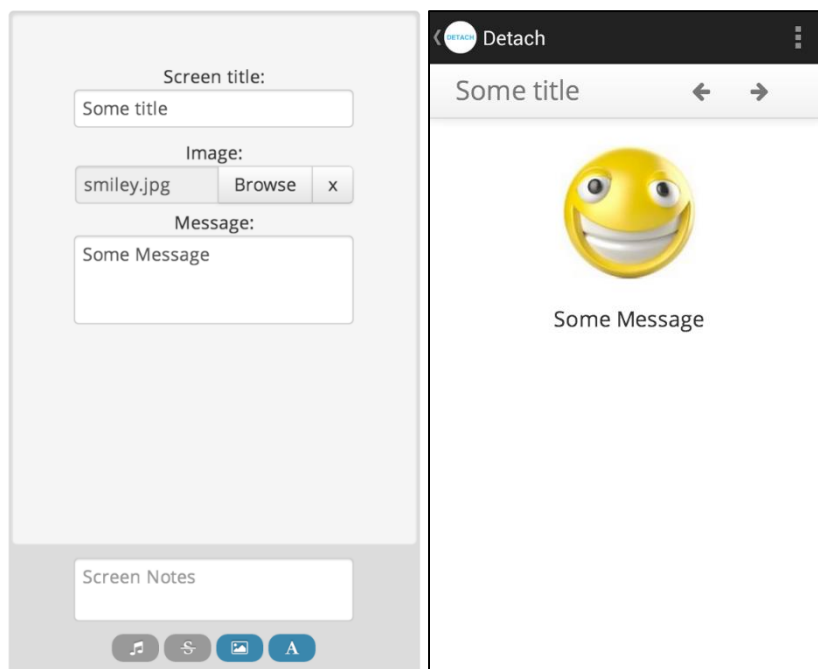 Screen title:
Some title
Image:
smiley.jpg Browse x
Message:
Some Message
Screen Notes
S A
DETACH Detach
Some title
Some Message